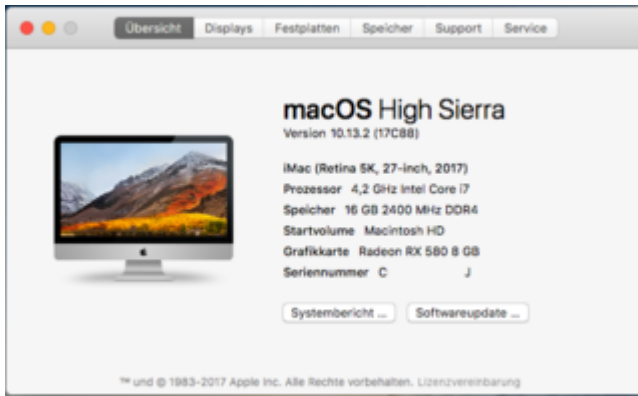 Übersicht Displays Festplatten Speicher Support Service
macOS High Sierra
Version 10.13.2 (17C88)
iMac (Retina 5K, 27-inch, 2017)
Prozessor 4,2 GHz Intel Core i7
Speicher 16 GB 2400 MHz DDR4
Startvolume Macintosh HD
Grafikkarte Radeon RX 580 8 GB
Seriennummer C J
Systembericht ... Softwareupdate ...
™ und © 1983-2017 Apple Inc. Alle Rechte vorbehalten. Lizenzvereinbarung